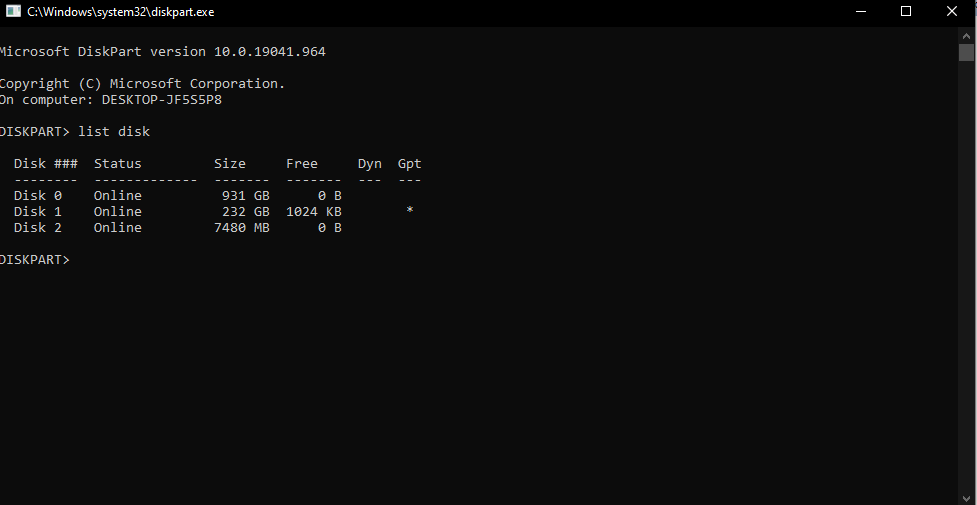 C:\Windows\system32\diskpart.exe
Microsoft DiskPart version 10.0.19041.964
Copyright (C) Microsoft Corporation.
On computer: DESKTOP-JF5S5P8
DISKPART> list disk
  Disk ###  Status         Size     Free     Dyn  Gpt
  --------  -------------  -------  -------  ---  ---
  Disk 0    Online          931 GB      0 B
  Disk 1    Online          232 GB  1024 KB        *
  Disk 2    Online         7480 MB      0 B
DISKPART>